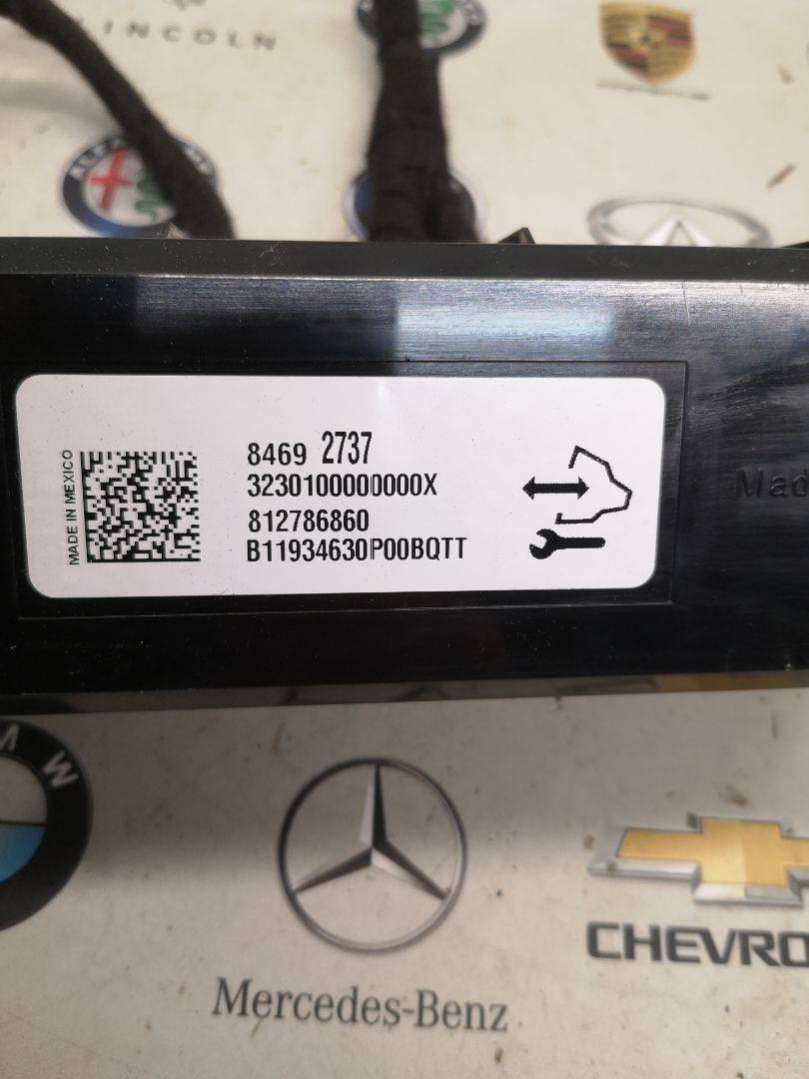 LINCOLN
MADE IN MEXICO
8469 2737
3230100000000X
812786860
B11934630P00BQTT
Mad
W
Mercedes-Benz
CHEVRO